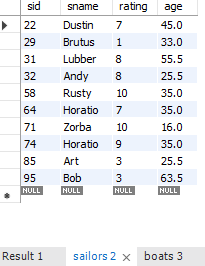 sid sname rating age
22 Dustin 7 45.0
29 Brutus 1 33.0
31 Lubber 8 55.5
32 Andy 8 25.5
58 Rusty 10 35.0
64 Horatio 7 35.0
71 Zorba 10 16.0
74 Horatio 9 35.0
85 Art 3 25.5
95 Bob 3 63.5
NULL NULL NULL NULL
Result 1 sailors 2 boats 3